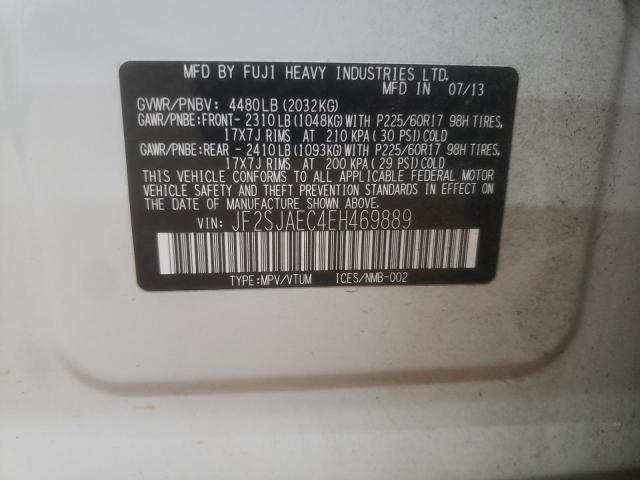 MFD BY FUJI HEAVY INDUSTRIES LTD.
MFD IN 07/13
GVWR/PNBV: 4480LB (2032KG)
GAWR/PNBE:FRONT- 2310LB(1048KG)WITH P225/60R17 98H TIRES,
17X7J RIMS AT 210 KPA ( 30 PSI)COLD
GAWR/PNBE:REAR - 2410LB(1093KG)WITH P225/60R17 98H TIRES,
17X7J RIMS AT 200 KPA ( 29 PSI)COLD
THIS VEHICLE CONFORMS TO ALL APPLICABLE FEDERAL MOTOR
VEHICLE SAFETY AND THEFT PREVENTION STANDARDS IN EFFECT ON
THE DATE OF MANUFACTURE SHOWN ABOVE.
VIN: JF2SJAEC4EH469889
TYPE:MPV/VTUM ICES/NMB-002